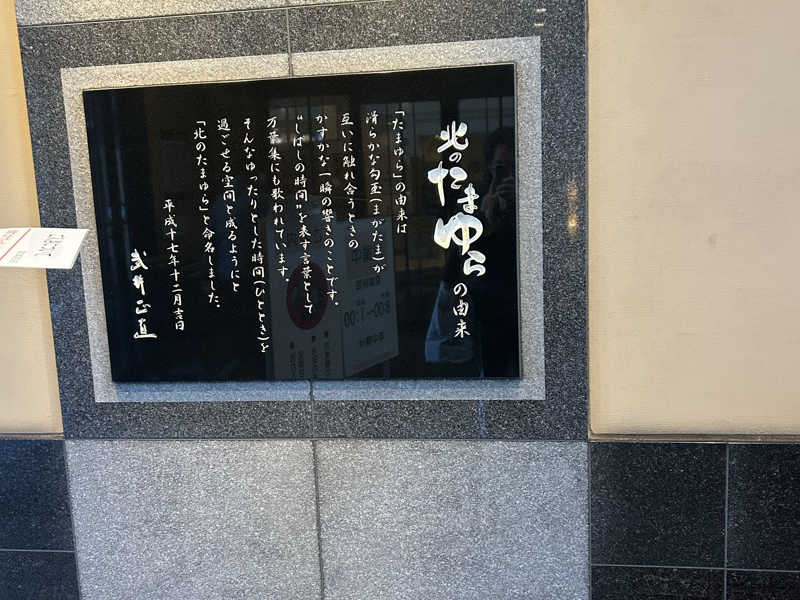 北のたまゆらの由来
「たまゆら」の由来は
滑らかな勾玉(まがたま)が
互いに触れ合うときの
かすかな一瞬の響きのことです。
"しばしの時間"を表す言葉として
万葉集にも歌われています。
そんなゆったりとした時間(ひととき)を
過ごせる空間と成るようにと
「北のたまゆら」と命名しました。
平成十七年十二月吉日
武井正直